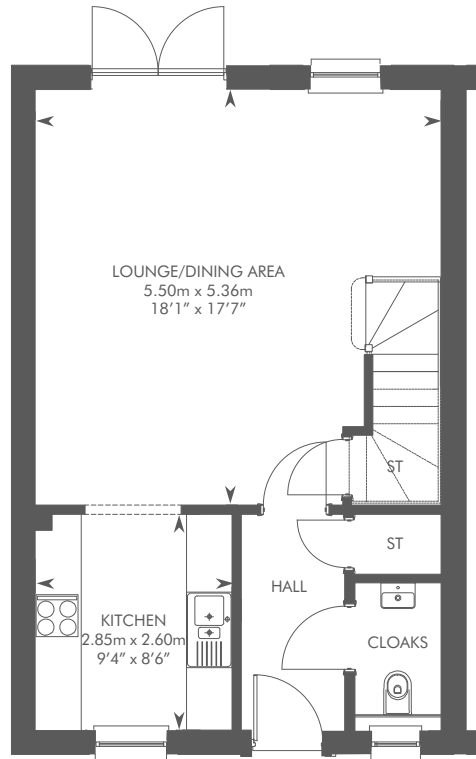 LOUNGE/DINING AREA
5.50m x 5.36m
18'1" x 17'7"
ST
ST
HALL
KITCHEN
2.85m x 2.60m
9'4" x 8'6"
CLOAKS